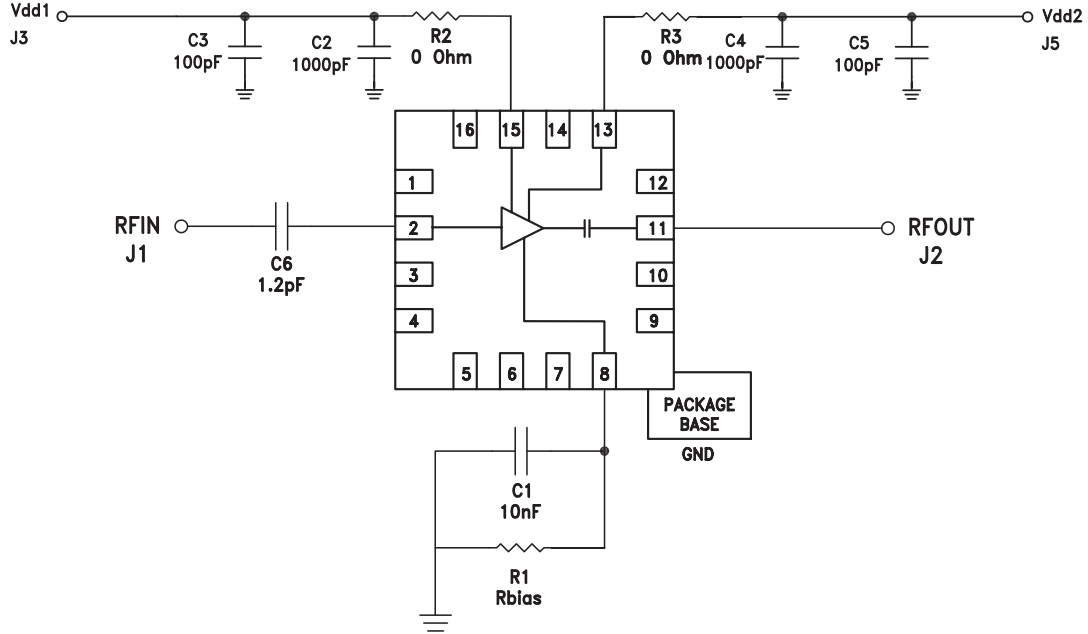 Vdd1
J3
C3
100pF
C2
1000pF
R2
0 Ohm
R3
0 Ohm
C4
1000pF
C5
100pF
Vdd2
J5
16
15
14
13
1
12
RFIN
J1
2
11
RFOUT
J2
C6
1.2pF
3
10
4
9
5
6
7
8
PACKAGE
BASE
GND
C1
10nF
R1
Rbias